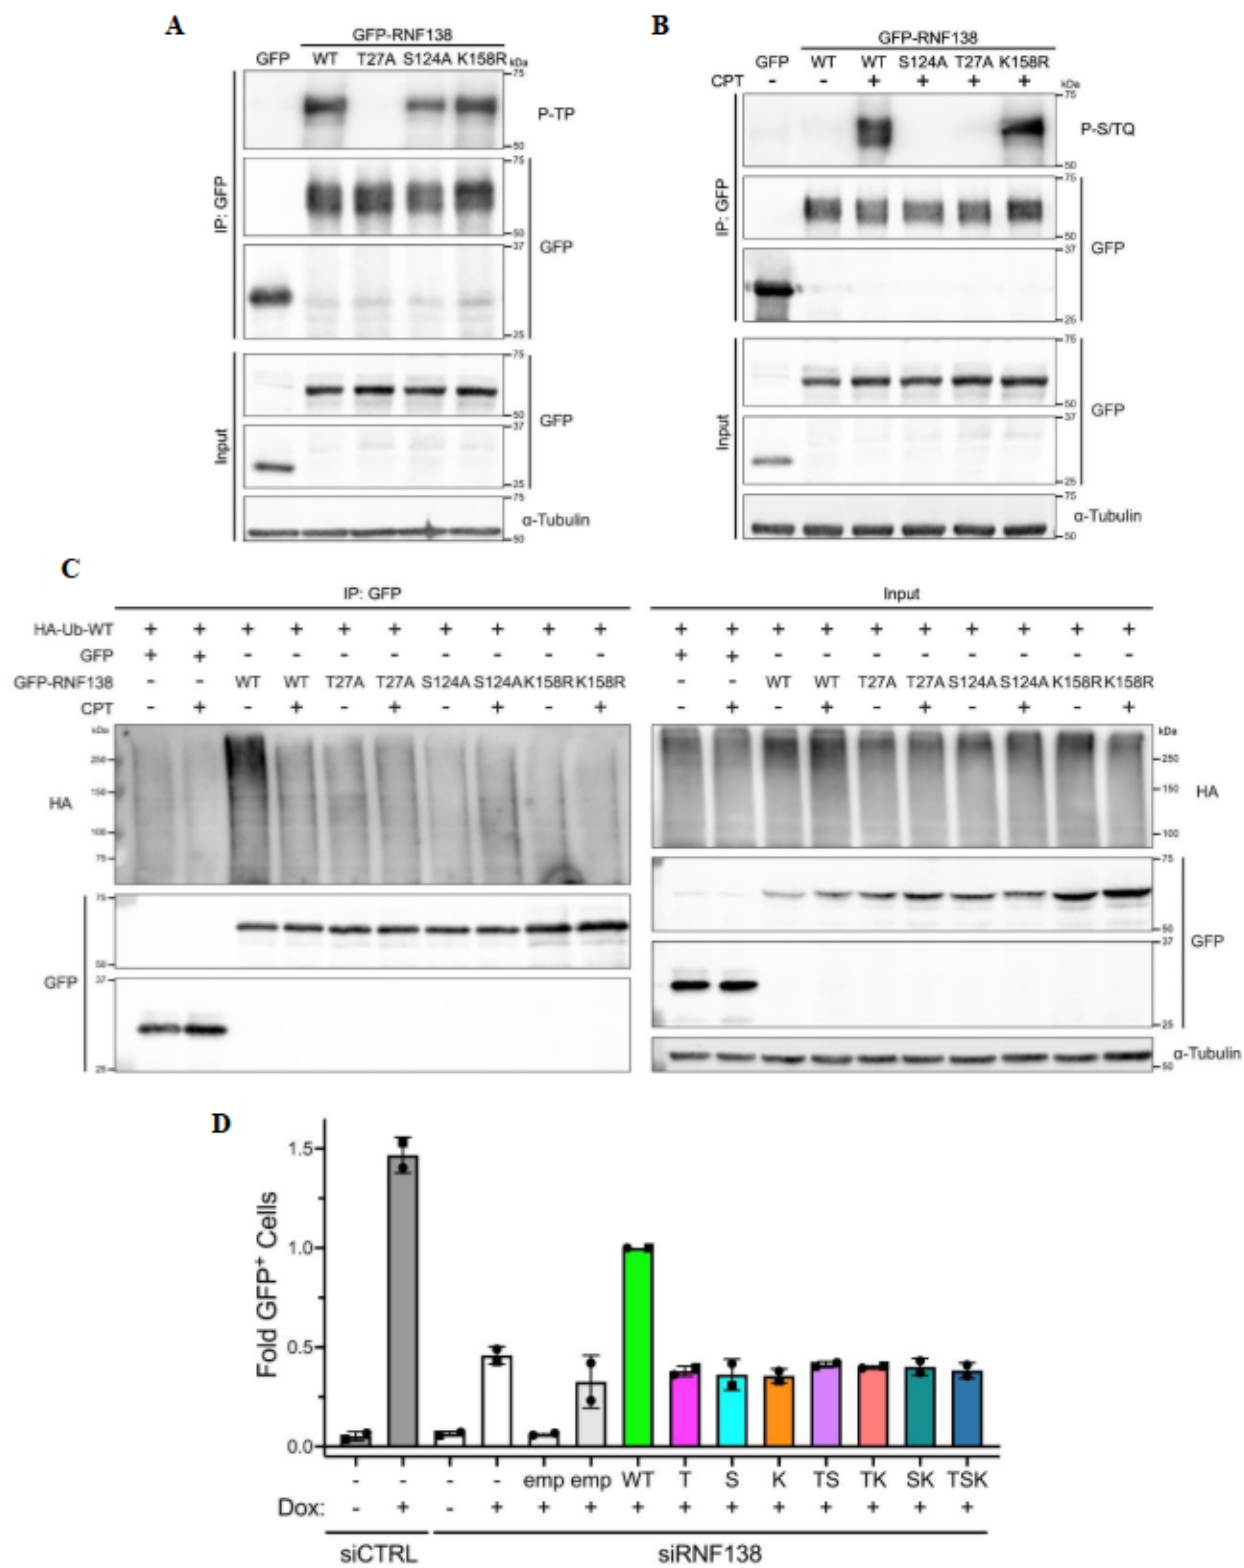 A
GFP-RNF138
GFP WT T27A S124A K158R kDa
75
P-TP
50
75
IP: GFP
50
GFP
37
25
75
50
GFP
Input
37
25
75
α-Tubulin
50
B
GFP-RNF138
GFP WT WT S124A T27A K158R
CPT - - + + + + kDa
75
P-S/TQ
50
75
IP: GFP
50
GFP
37
25
75
50
GFP
Input
37
25
75
α-Tubulin
50
C
IP: GFP Input
HA-Ub-WT + + + + + + + + + + + + + + + + + + + +
GFP + + - - - - - - - - + + - - - - - - - -
GFP-RNF138 - - WT WT T27A T27A S124A S124A K158R K158R - - WT WT T27A T27A S124A S124A K158R K158R
CPT - + - + - + - + - + - + - + - + - + - +
kDa
250
150
HA
100
75
75
50
GFP
37
25
kDa
250
150
HA
100
75
50
GFP
37
25
α-Tubulin
50
D
Fold GFP⁺ Cells
1.5
1.0
0.5
0.0
- - - - emp emp WT T S K TS TK SK TSK
Dox: - + - + + + + + + + + + + +
siCTRL siRNF138